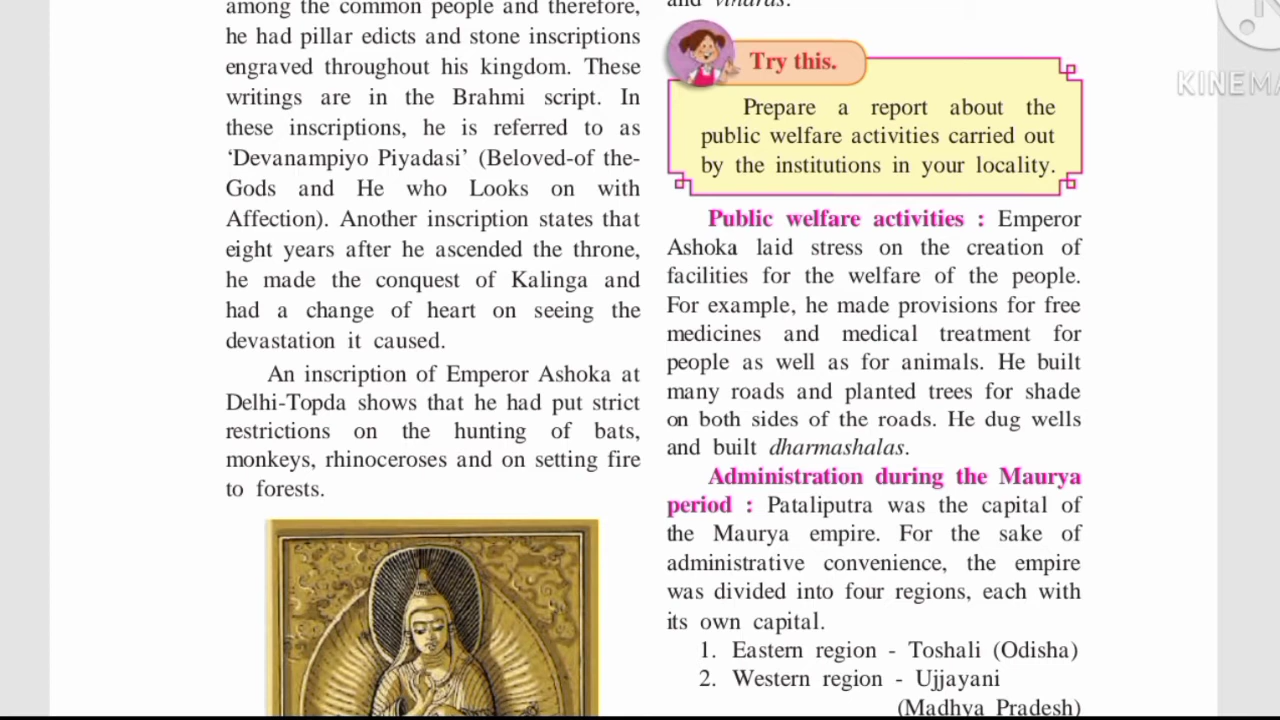 among the common people and therefore,
he had pillar edicts and stone inscriptions
engraved throughout his kingdom. These
writings are in the Brahmi script. In
these inscriptions, he is referred to as
‘Devanampiyo Piyadasi’ (Beloved-of the-
Gods and He who Looks on with
Affection). Another inscription states that
eight years after he ascended the throne,
he made the conquest of Kalinga and
had a change of heart on seeing the
devastation it caused.
An inscription of Emperor Ashoka at
Delhi-Topda shows that he had put strict
restrictions on the hunting of bats,
monkeys, rhinoceroses and on setting fire
to forests.
and viharas.
Try this.
Prepare a report about the
public welfare activities carried out
by the institutions in your locality.
Public welfare activities : Emperor
Ashoka laid stress on the creation of
facilities for the welfare of the people.
For example, he made provisions for free
medicines and medical treatment for
people as well as for animals. He built
many roads and planted trees for shade
on both sides of the roads. He dug wells
and built dharmashalas.
Administration during the Maurya
period : Pataliputra was the capital of
the Maurya empire. For the sake of
administrative convenience, the empire
was divided into four regions, each with
its own capital.
1. Eastern region - Toshali (Odisha)
2. Western region - Ujjayani
(Madhya Pradesh)
KINEMA